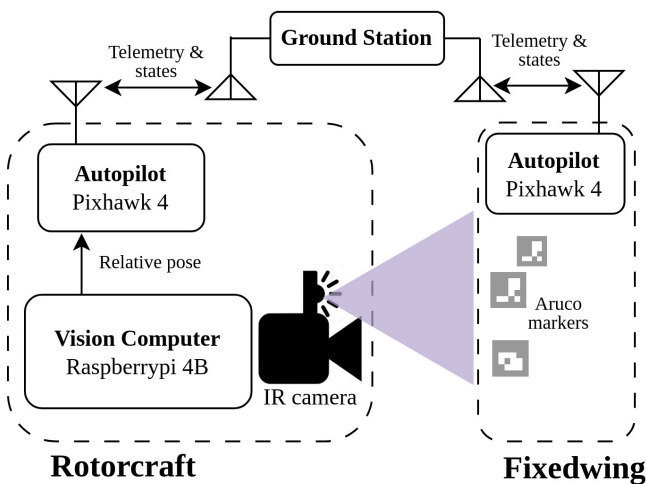 Ground Station
Telemetry &
states
Telemetry &
states
Autopilot
Pixhawk 4
Autopilot
Pixhawk 4
Relative pose
Aruco
markers
Vision Computer
Raspberrypi 4B
IR camera
Rotorcraft
Fixedwing